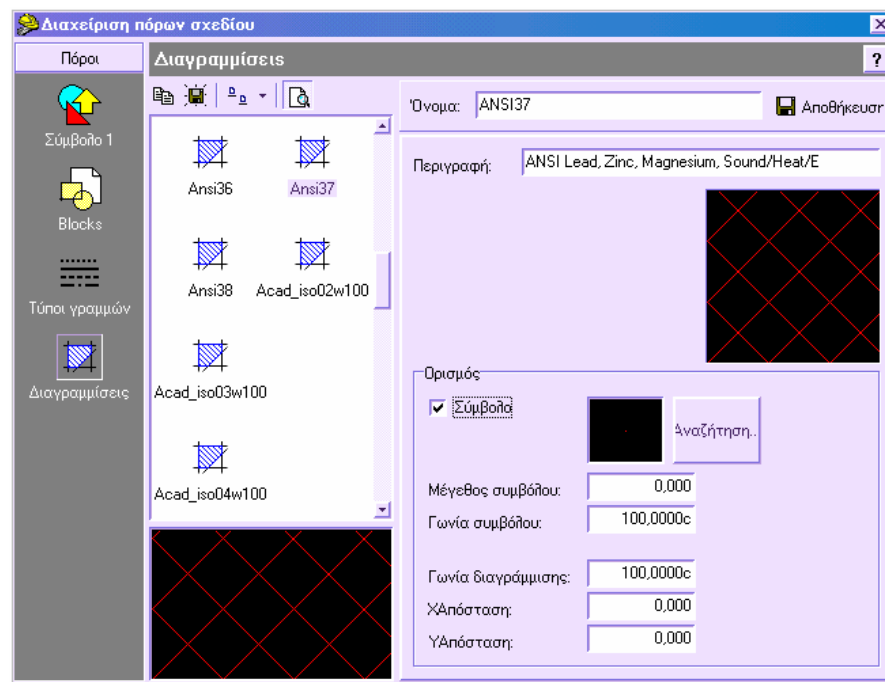 Διαχείριση πόρων σχεδίου
Πόροι
Διαγραμμίσεις
?
Σύμβολο 1
Blocks
Τύποι γραμμών
Διαγραμμίσεις
Ansi36
Ansi37
Ansi38
Acad_iso02w100
Acad_iso03w100
Acad_iso04w100
Όνομα:
ANSI37
Αποθήκευση
Περιγραφή:
ANSI Lead, Zinc, Magnesium, Sound/Heat/E
Ορισμός
Σύμβολο
Αναζήτηση..
Μέγεθος συμβόλου:
0,000
Γωνία συμβόλου:
100,0000c
Γωνία διαγράμμισης:
100,0000c
ΧΑπόσταση:
0,000
ΥΑπόσταση:
0,000